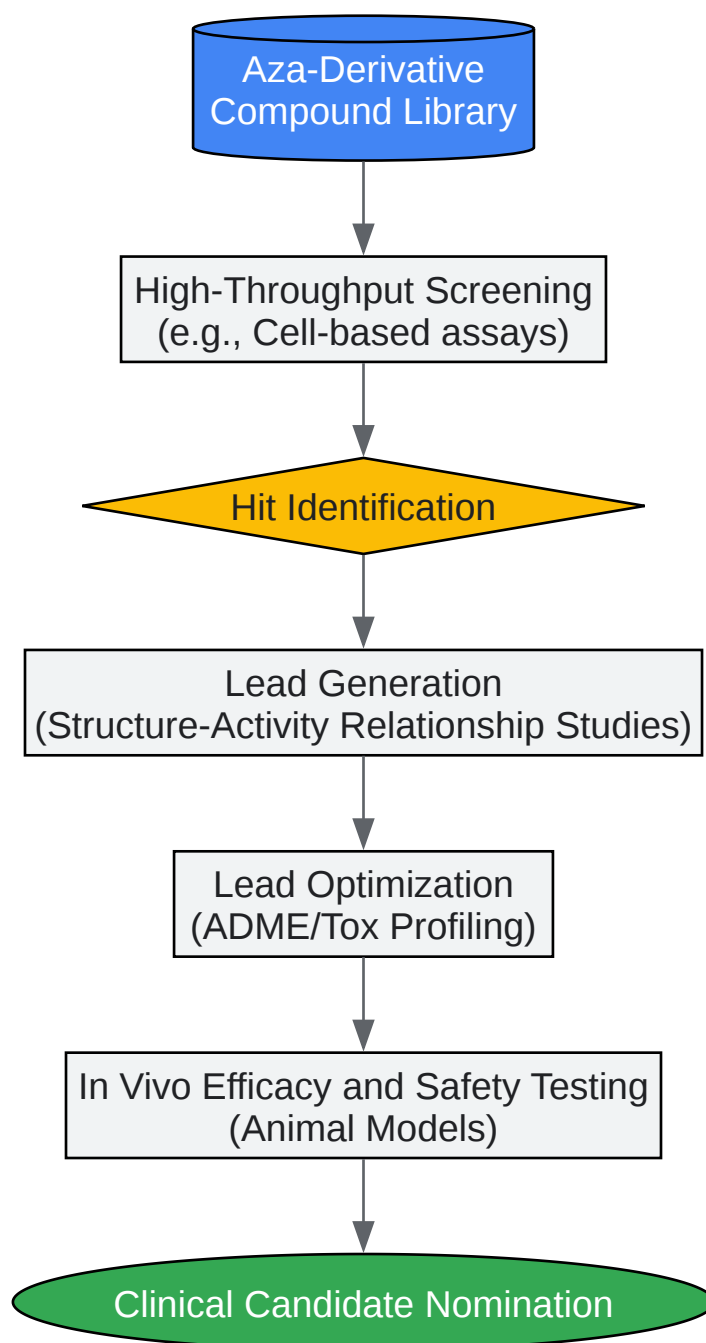 Aza-Derivative
Compound Library
High-Throughput Screening
(e.g., Cell-based assays)
Hit Identification
Lead Generation
(Structure-Activity Relationship Studies)
Lead Optimization
(ADME/Tox Profiling)
In Vivo Efficacy and Safety Testing
(Animal Models)
Clinical Candidate Nomination